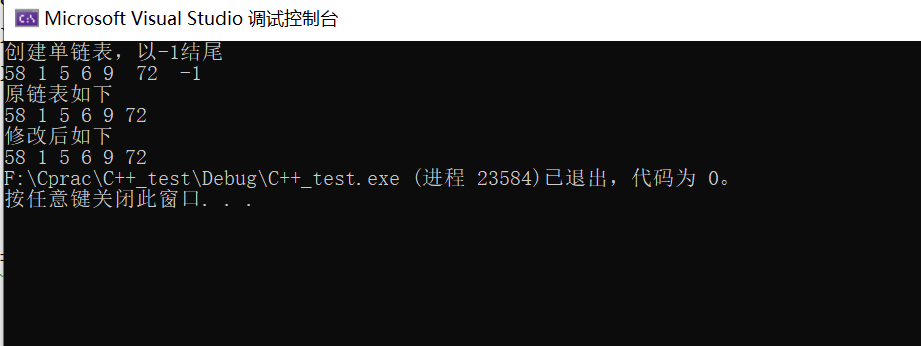 C:\ Microsoft Visual Studio 调试控制台
创建单链表，以-1结尾
58 1 5 6 9  72  -1
原链表如下
58 1 5 6 9 72
修改后如下
58 1 5 6 9 72
F:\Cprac\C++_test\Debug\C++_test.exe (进程 23584)已退出，代码为 0。
按任意键关闭此窗口. . .